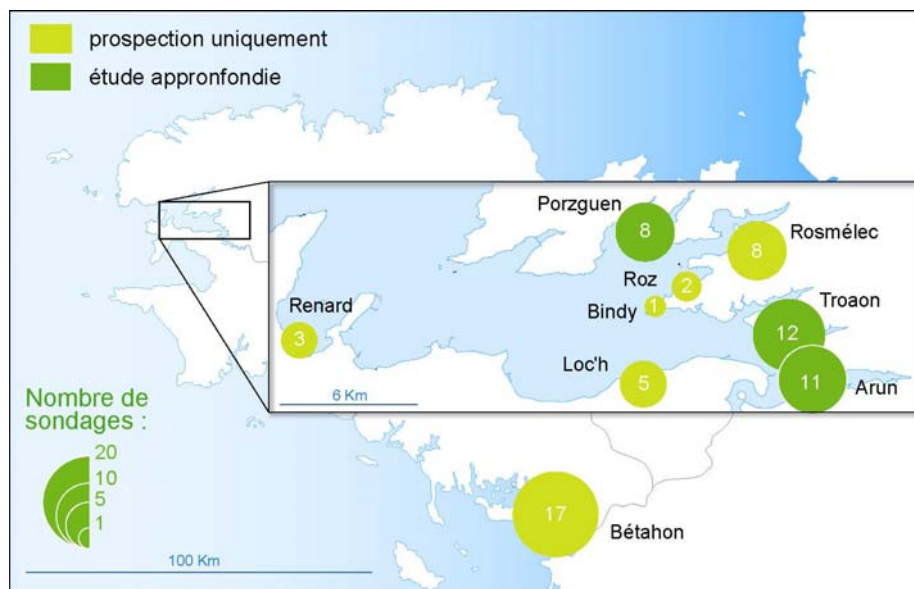 prospection uniquement
étude appronfondie
Porzguen
8
Rosmélec
8
Roz
2
Bindy
1
Renard
3
Troaon
12
Loc'h
5
11
Arun
6 Km
Nombre de
sondages :
20
10
5
1
17
Bétahon
100 Km